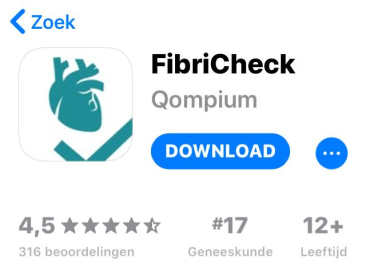 Zoek
FibriCheck
Qompium
DOWNLOAD
4,5
#17
12+
316 beoordelingen
Geneeskunde
Leeftijd